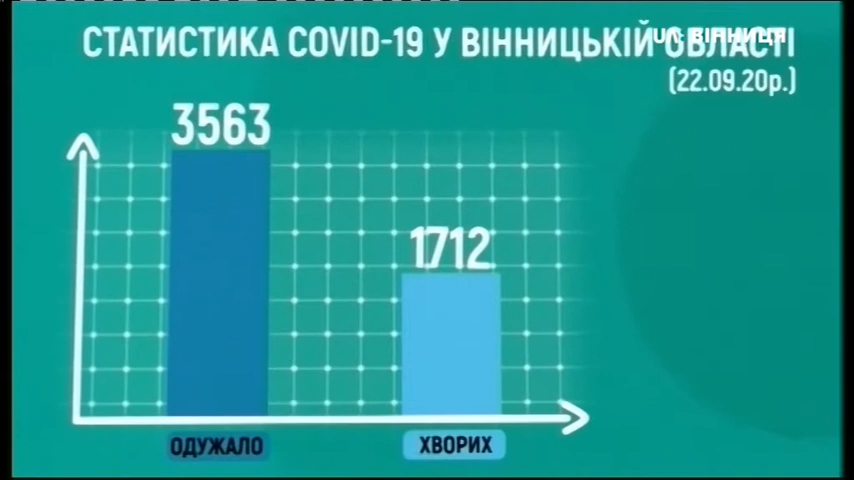 СТАТИСТИКА COVID-19 У ВІННИЦЬКІЙ ОБЛАСТІ
UA: ВІННИЦЯ
(22.09.20р.)
3563
1712
ОДУЖАЛО
ХВОРИХ